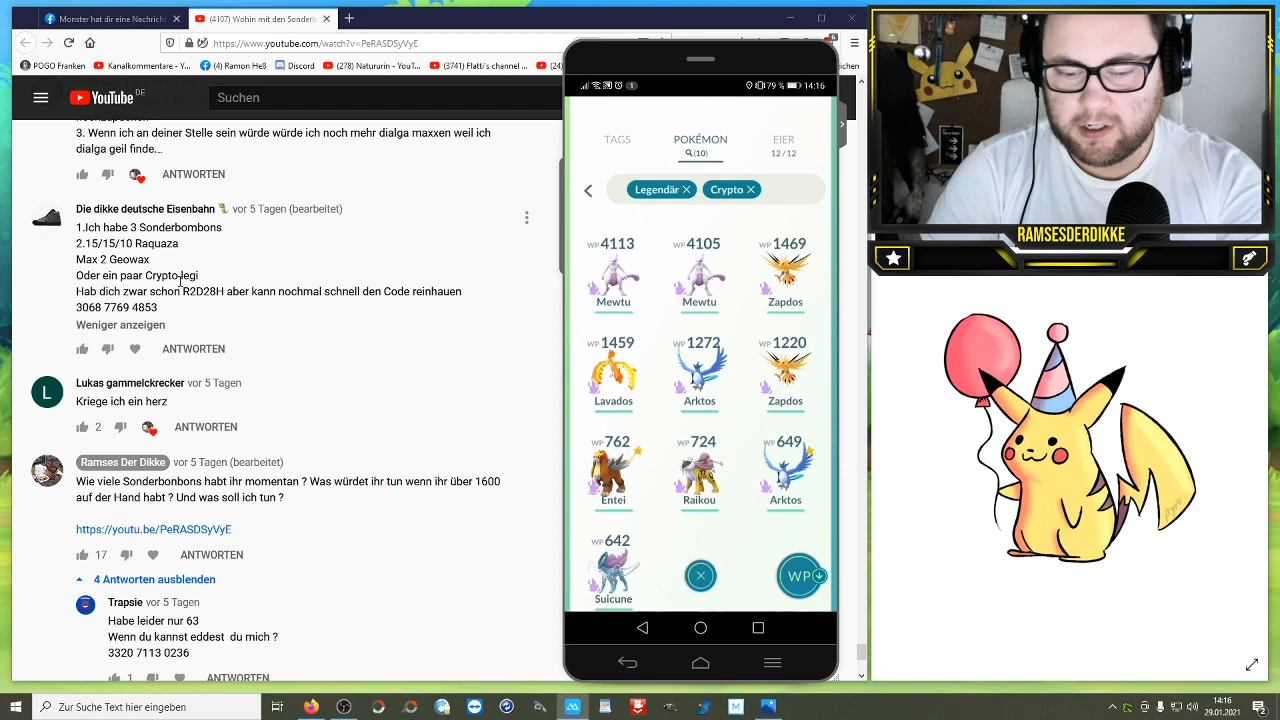 Monster hat dir eine Nachricht
(4107) Wohin mit den Sonderb
https://www.youtube.com/watch?v=PeRASDSyVyE
6
POGO Franken
Kanalkommentare - Y...
(4) Ramon Heß
Discord
(278) Natururin - YouT...
(3741) Flatti's channel - ...
(24)
YouTube DE
Suchen
3. Wenn ich an deiner Stelle sein würde würde ich noch mehr dialga maxxen weil ich
dialga geil finde...
ANTWORTEN
Die dikke deutsche Eisenbahn vor 5 Tagen (bearbeitet)
1.Ich habe 3 Sonderbombons
2.15/15/10 Raquaza
Max 2 Geowax
Oder ein paar Crypto legi
Hab dich zwar schon R2D28H aber kann nochmal schnell den Code reinhauen
3068 7769 4853
Weniger anzeigen
ANTWORTEN
L
Lukas gammelckrecker vor 5 Tagen
Kriege ich ein herz
2 ANTWORTEN
Ramses Der Dikke vor 5 Tagen (bearbeitet)
Wie viele Sonderbonbons habt ihr momentan ? Was würdet ihr tun wenn ihr über 1600
auf der Hand habt ? Und was soll ich tun ?
https://youtu.be/PeRASDSyVyE
17 ANTWORTEN
4 Antworten ausblenden
Trapsie vor 5 Tagen
Habe leider nur 63
Wenn du kannst eddest du mich ?
3320 7113 0236
1 ANTWORTEN
1 79 % 14:16
TAGS POKÉMON EIER
(10) 12 / 12
Legendär Crypto
WP 4113 WP 4105 WP 1469
Mewtu Mewtu Zapdos
WP 1459 WP 1272 WP 1220
Lavados Arktos Zapdos
WP 762 WP 724 WP 649
Entei Raikou Arktos
WP 642
Suicune
WP
RAMSESDERDIKKE
pyro
Zur Suche Text hier eingeben
14:16
29.01.2021
2